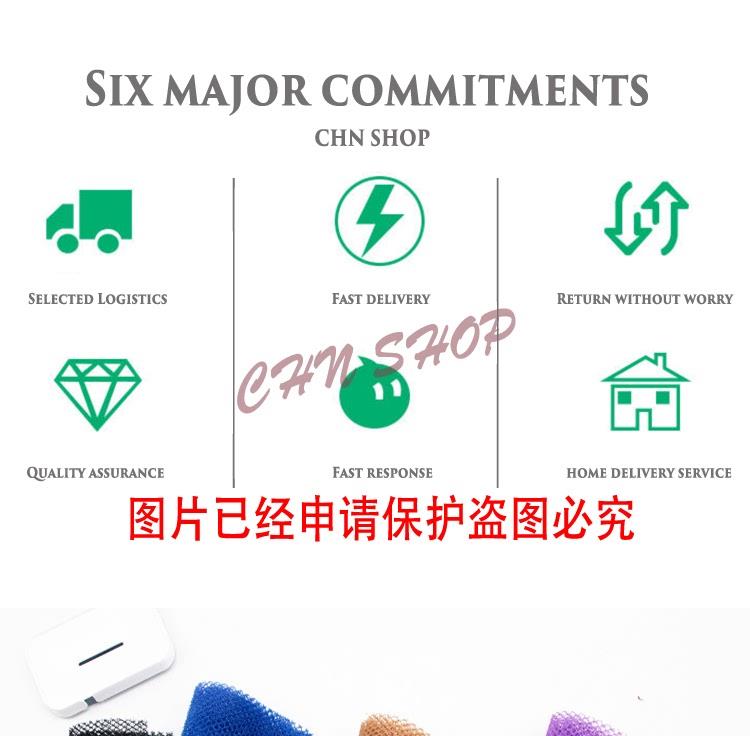 Six major commitments
CHN SHOP
Selected Logistics
Fast delivery
Return without worry
CHN SHOP
Quality assurance
Fast response
home delivery service
图片已经申请保护盗图必究